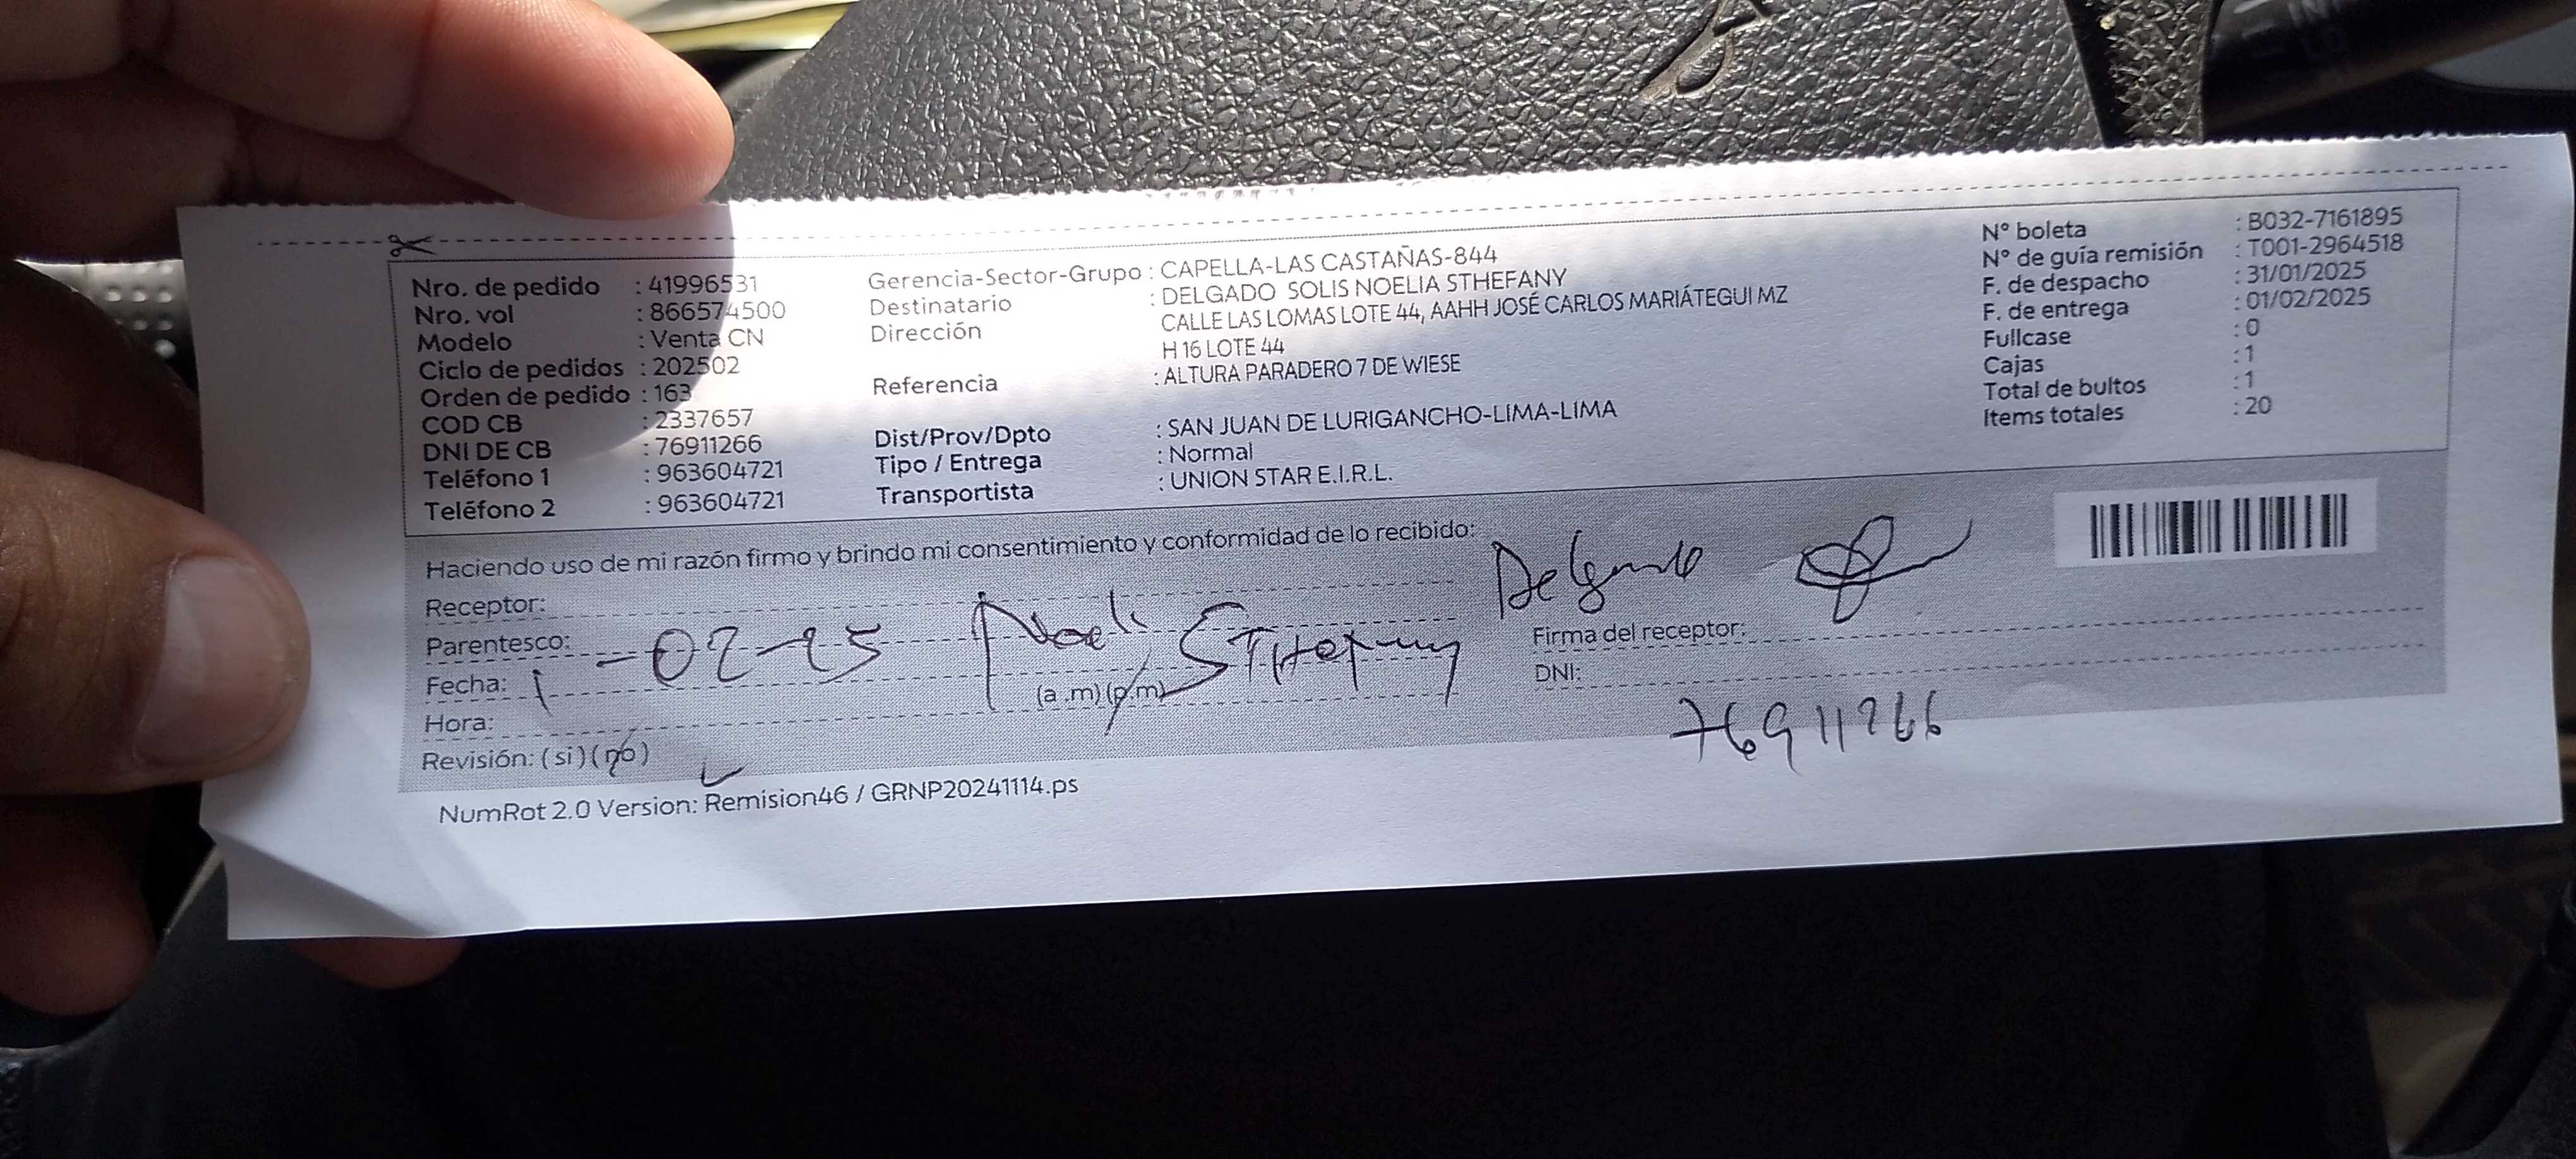 Nro. de pedido : 41996531
Nro. vol : 866574500
Modelo : Venta CN
Ciclo de pedidos : 202502
Orden de pedido : 163
COD CB : 2337657
DNI DE CB : 76911266
Teléfono 1 : 963604721
Teléfono 2 : 963604721
Gerencia-Sector-Grupo : CAPELLA-LAS CASTAÑAS-844
Destinatario : DELGADO SOLIS NOELIA STHEFANY
Dirección CALLE LAS LOMAS LOTE 44, AAHH JOSÉ CARLOS MARIÁTEGUI MZ
H 16 LOTE 44
Referencia : ALTURA PARADERO 7 DE WIESE
Dist/Prov/Dpto : SAN JUAN DE LURIGANCHO-LIMA-LIMA
Tipo / Entrega : Normal
Transportista : UNION STAR E.I.R.L.
N° boleta : B032-7161895
N° de guía remisión : T001-2964518
F. de despacho : 31/01/2025
F. de entrega : 01/02/2025
Fullcase : 0
Cajas : 1
Total de bultos : 1
Items totales : 20
Haciendo uso de mi razón firmo y brindo mi consentimiento y conformidad de lo recibido:
Receptor: Delgado
Parentesco:
Fecha: 1-02-25
Hora: (a .m) (p.m)
Revisión: (si) (no)
Firma del receptor:
DNI:
76911266
NumRot 2.0 Version: Remision46 / GRNP20241114.ps